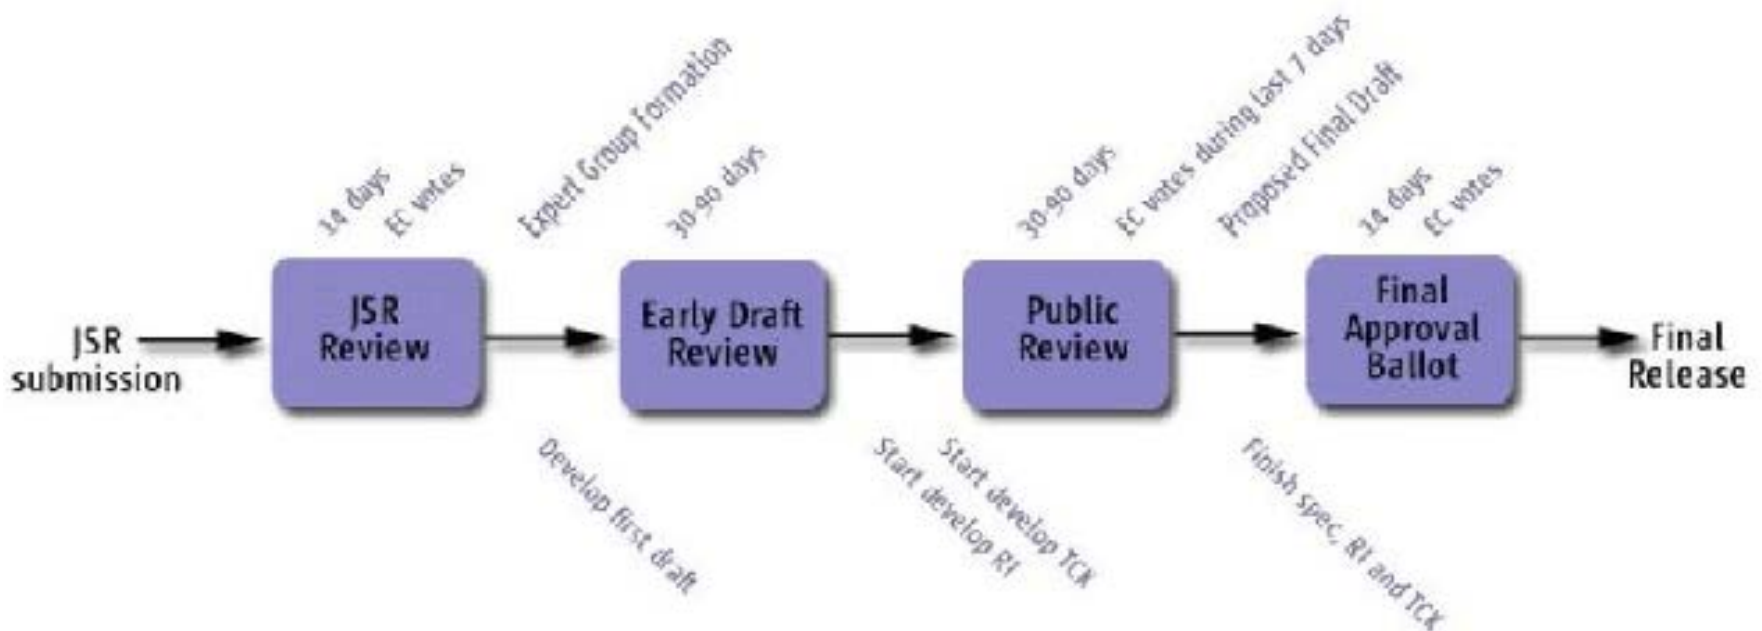 14 days
EC votes
Expert Group Formation
30-90 days
30-90 days
EC votes during last 7 days
Proposed Final Draft
14 days
EC votes
JSR
submission
JSR
Review
Early Draft
Review
Public
Review
Final
Approval
Ballot
Final
Release
Develop first draft
Start develop RI
Start develop TCK
Finish spec, RI and TCK